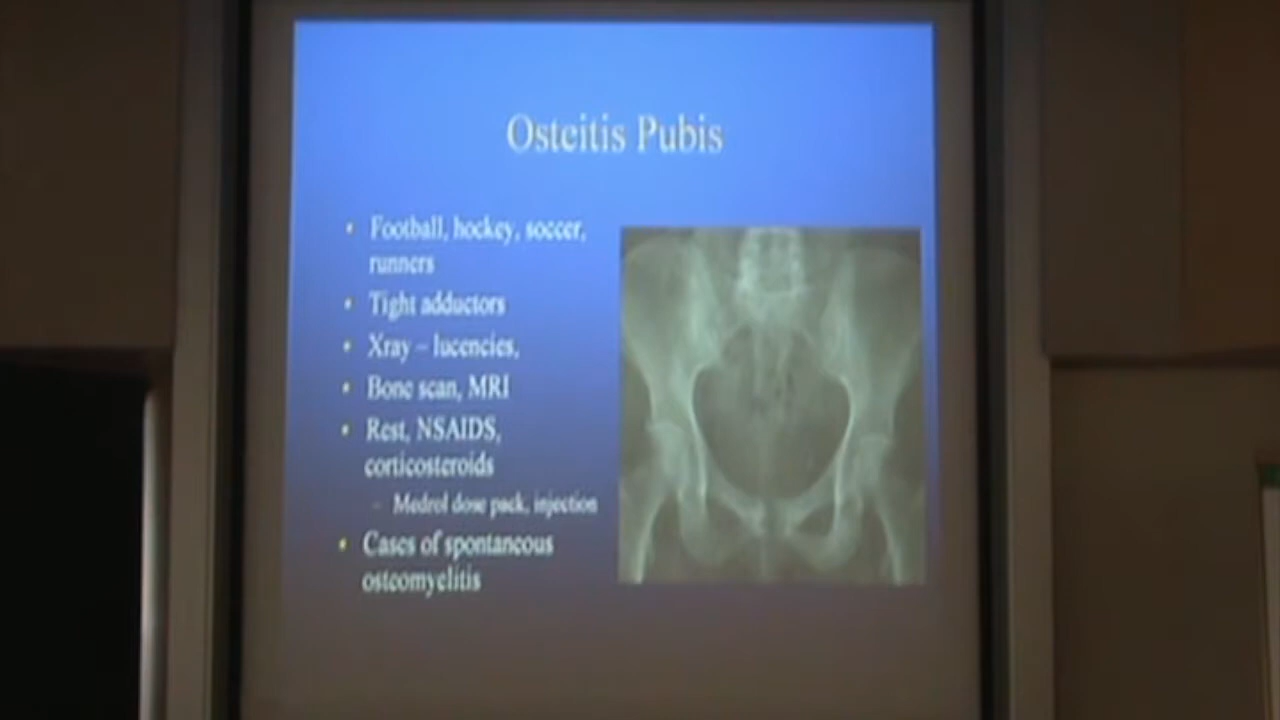 Osteitis Pubis
• Football, hockey, soccer,
runners
• Tight adductors
• Xray – lucencies,
• Bone scan, MRI
• Rest, NSAIDS,
corticosteroids
– Medrol dose pack, injection
• Cases of spontaneous
osteomyelitis